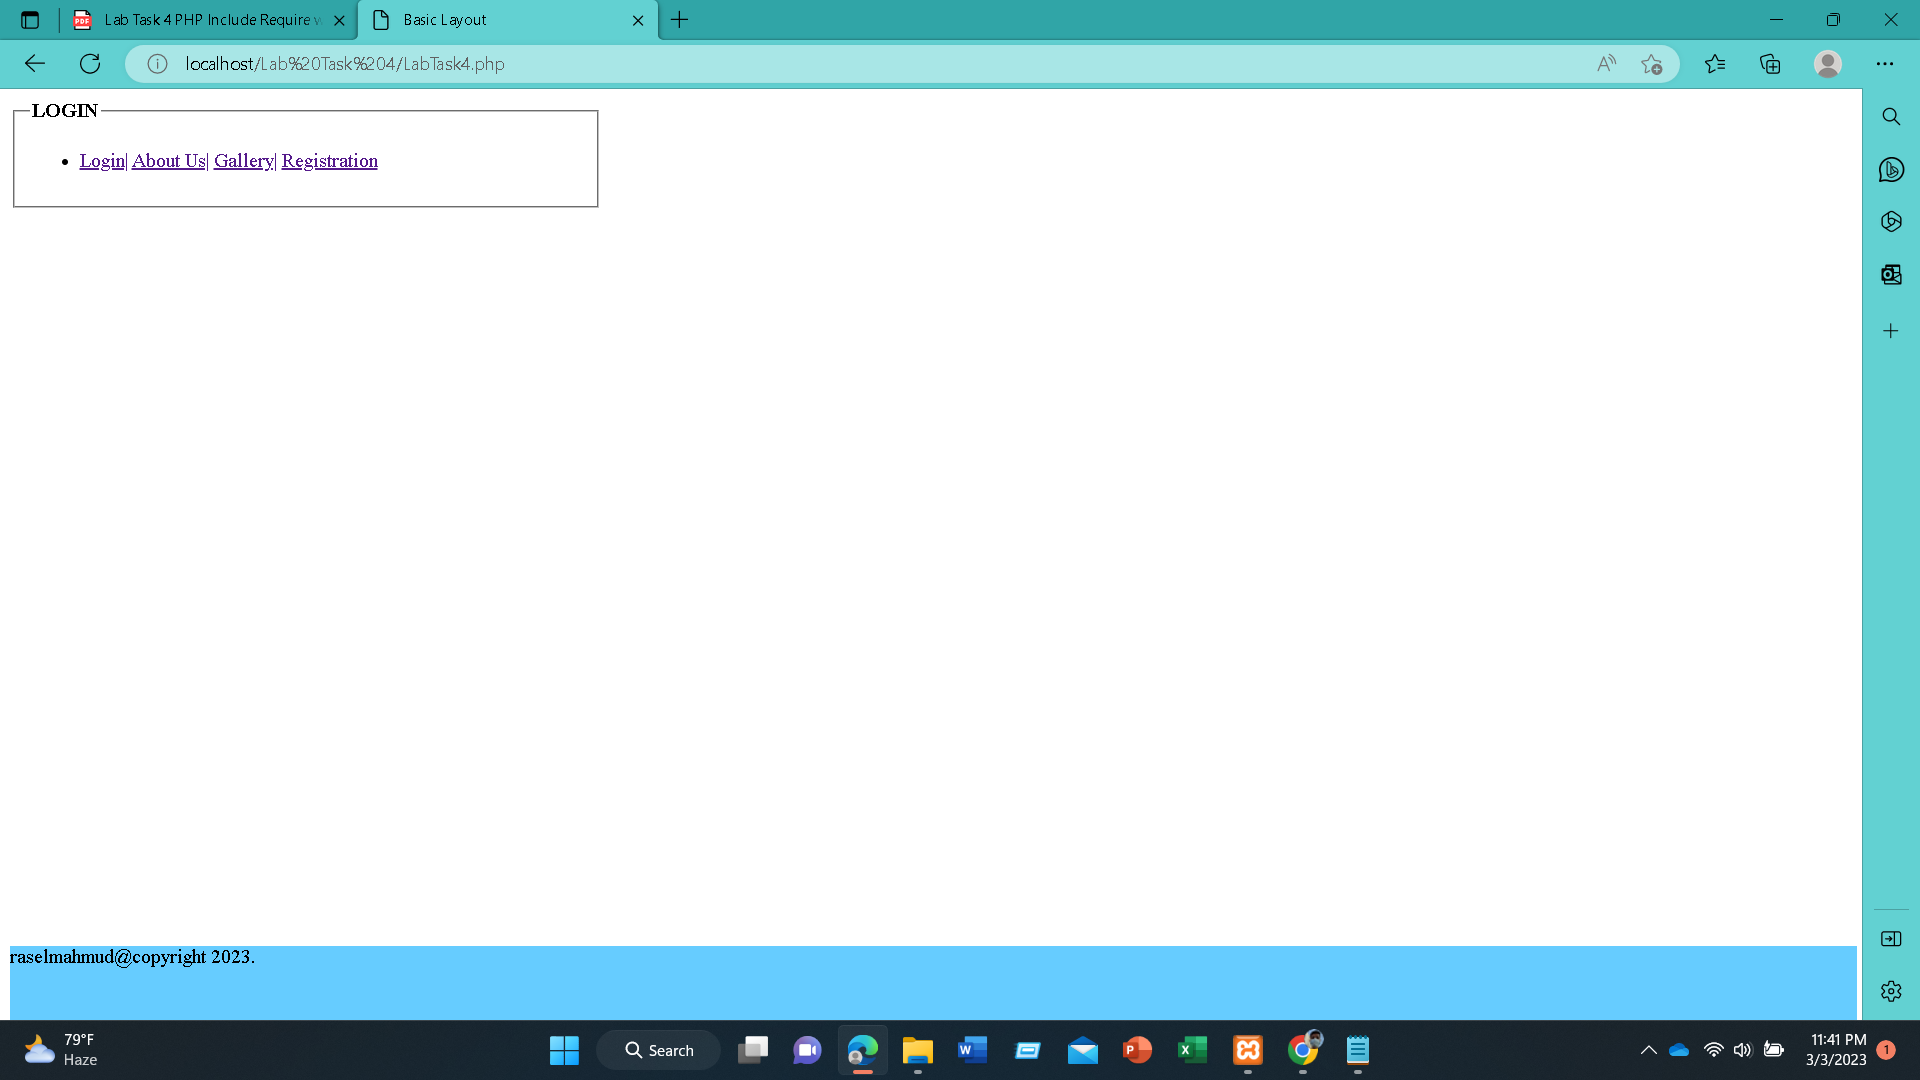 Lab Task 4 PHP Include Require
Basic Layout
localhost/Lab%20Task%204/LabTask4.php
LOGIN
Login| About Us| Gallery| Registration
raselmahmud@copyright 2023.
79°F
Haze
Search
11:41 PM
3/3/2023
1